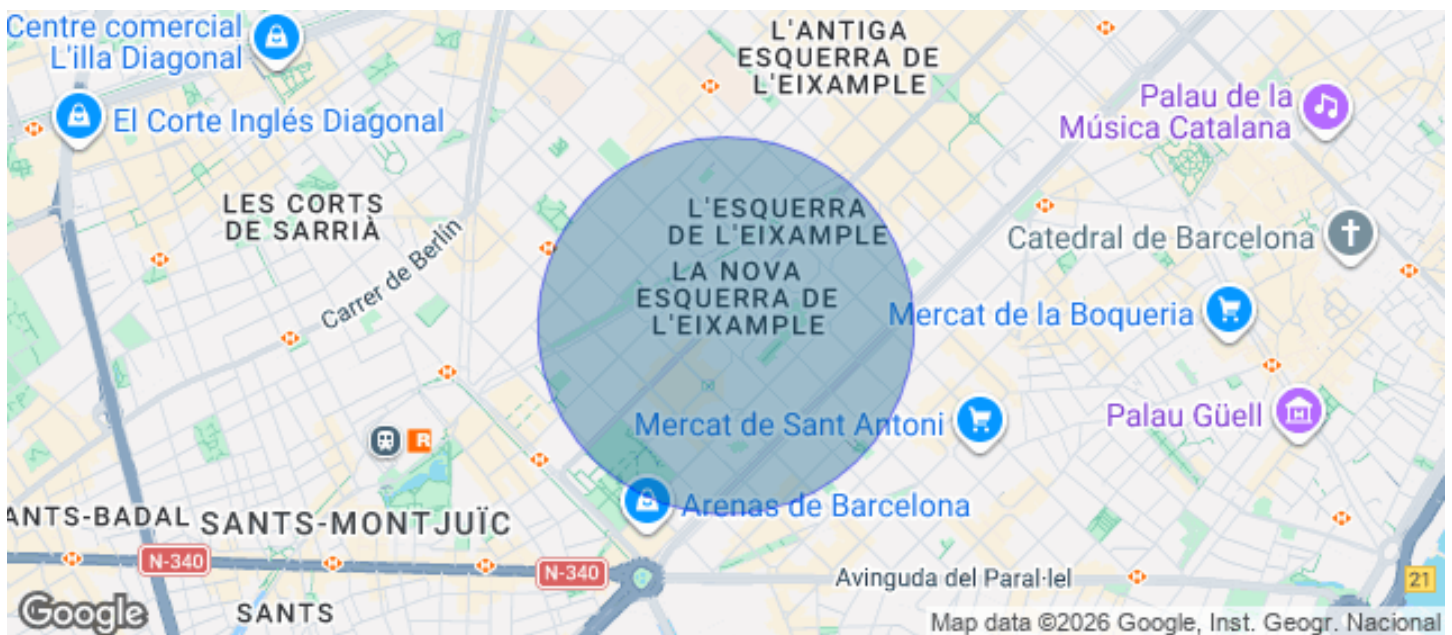 Centre comercial
L'illa Diagonal
L'ANTIGA
ESQUERRA DE
L'EIXAMPLE
El Corte Inglés Diagonal
Palau de la
Música Catalana
LES CORTS
DE SARRIÀ
L'ESQUERRA
DE L'EIXAMPLE
Catedral de Barcelona
Carrer de Berlín
LA NOVA
ESQUERRA DE
L'EIXAMPLE
Mercat de la Boqueria
Mercat de Sant Antoni
Palau Güell
R
Arenas de Barcelona
ANTS-BADAL
SANTS-MONTJUÏC
N-340
N-340
Avinguda del Paral·lel
21
SANTS
Google
Map data ©2026 Google, Inst. Geogr. Nacional